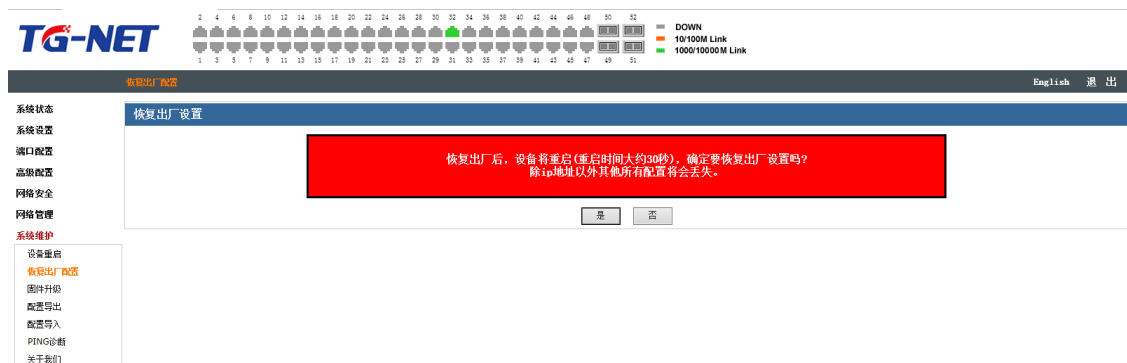 TG-NET
2 4 6 8 10 12 14 16 18 20 22 24 26 28 30 32 34 36 38 40 42 44 46 48 50 52
1 3 5 7 9 11 13 15 17 19 21 23 25 27 29 31 33 35 37 39 41 43 45 47 49 51
DOWN
10/100M Link
1000/10000M Link
恢复出厂配置
English 退 出
系统状态
系统设置
端口配置
高级配置
网络安全
网络管理
系统维护
设备重启
恢复出厂配置
固件升级
配置导出
配置导入
PING诊断
关于我们
恢复出厂设置
恢复出厂后，设备将重启(重启时间大约30秒)，确定要恢复出厂设置吗?
除ip地址以外其他所有配置将会丢失。
是 否